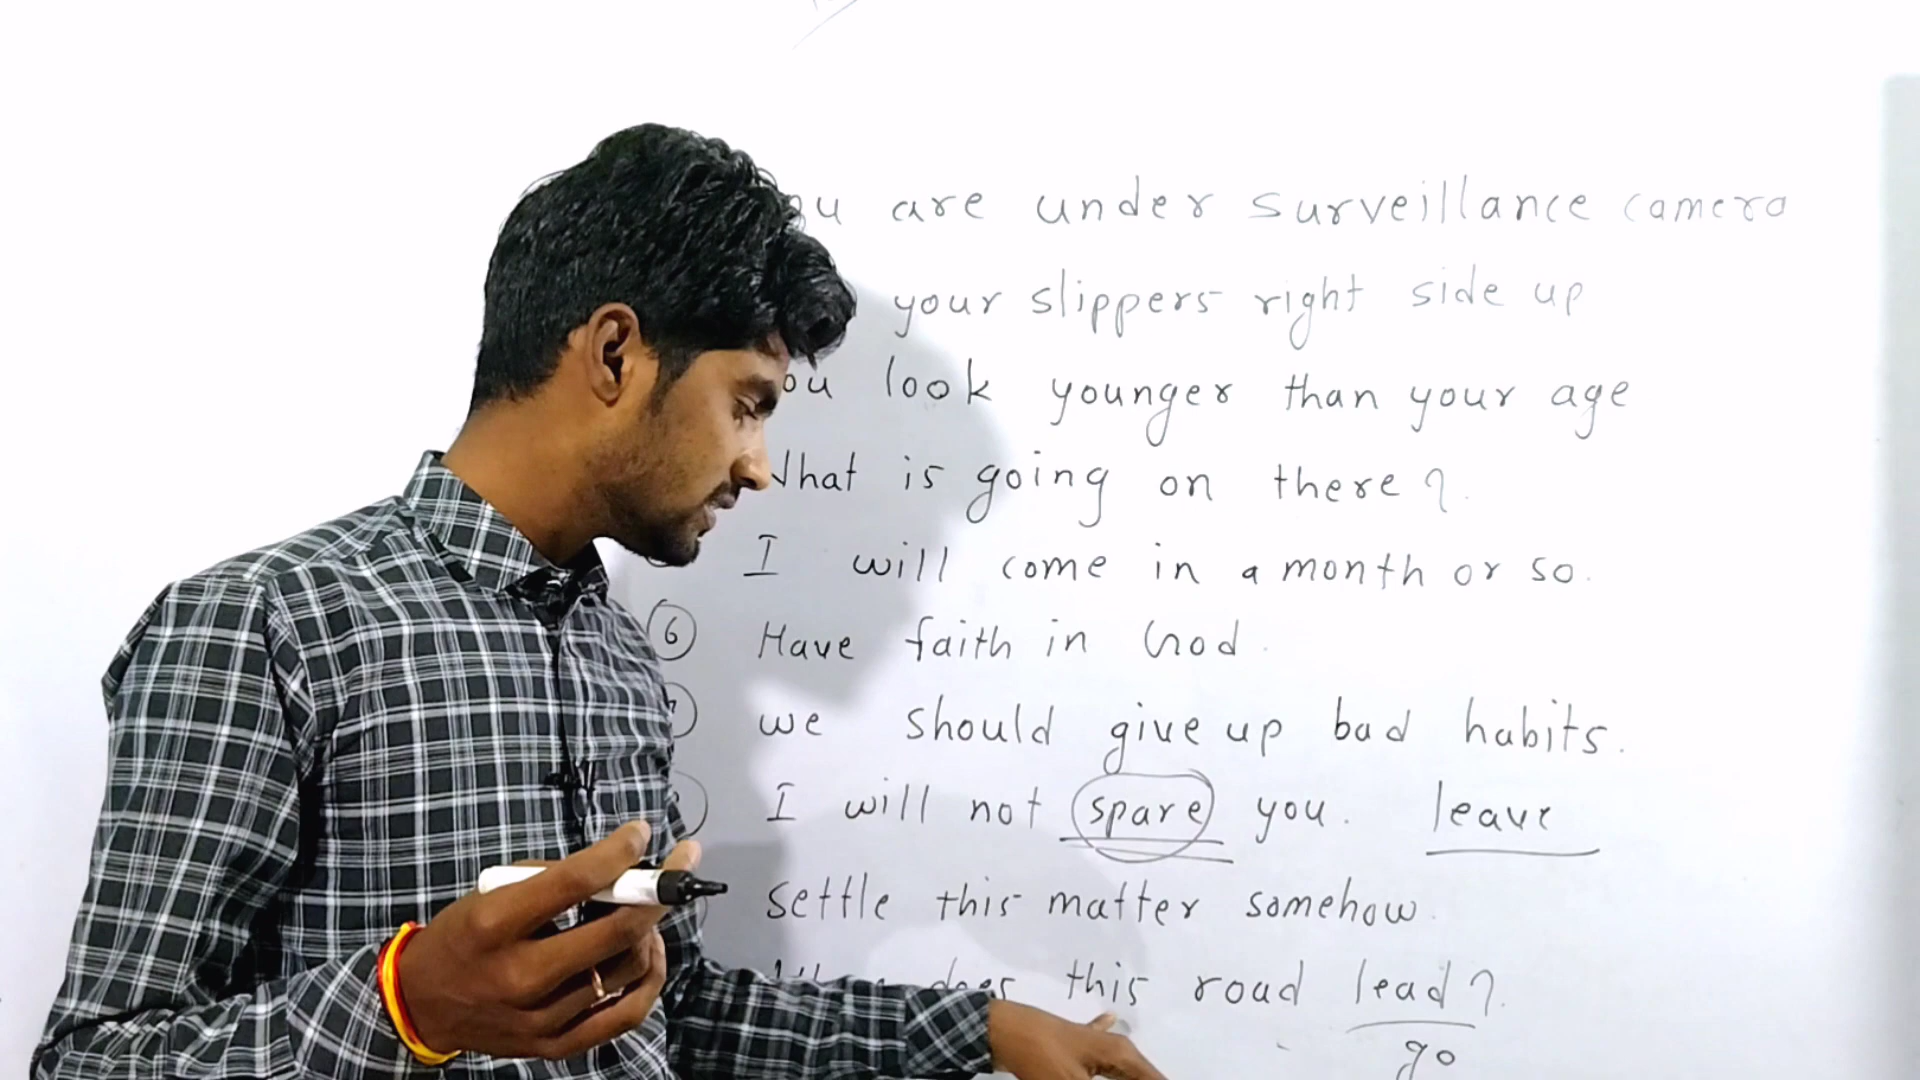 are under surveillance camera
your slippers right side up
look younger than your age
is going on there?
I will come in a month or so.
6 Have faith in God.
we should give up bad habits.
I will not spare you. leave
settle this matter somehow.
does this road lead?
go